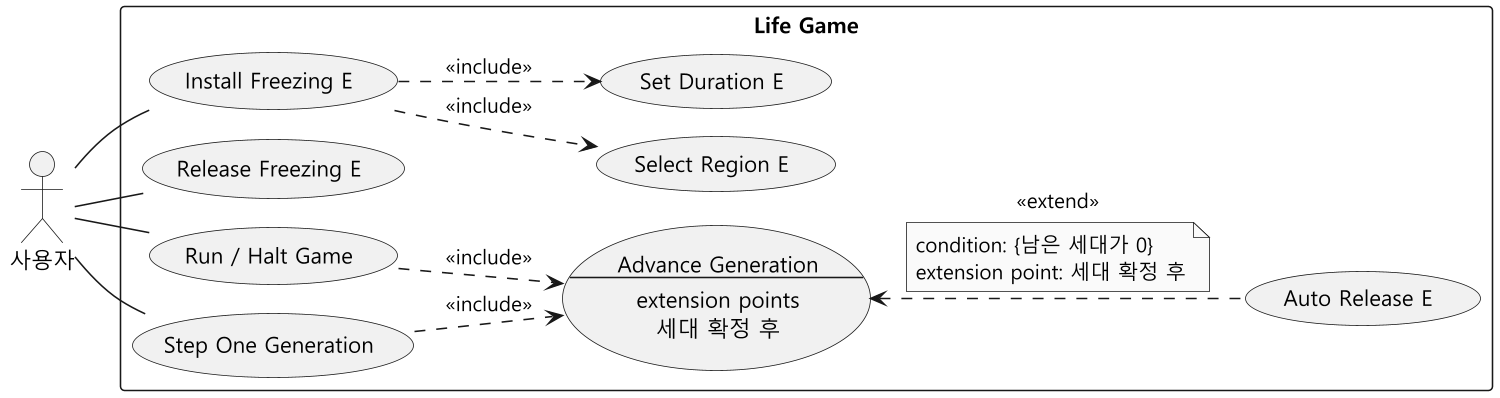 Life Game
Install Freezing E
«include»
Set Duration E
«include»
Select Region E
Release Freezing E
사용자
Run / Halt Game
«include»
Advance Generation
extension points
세대 확정 후
«include»
Step One Generation
«extend»
condition: {남은 세대가 0}
extension point: 세대 확정 후
Auto Release E